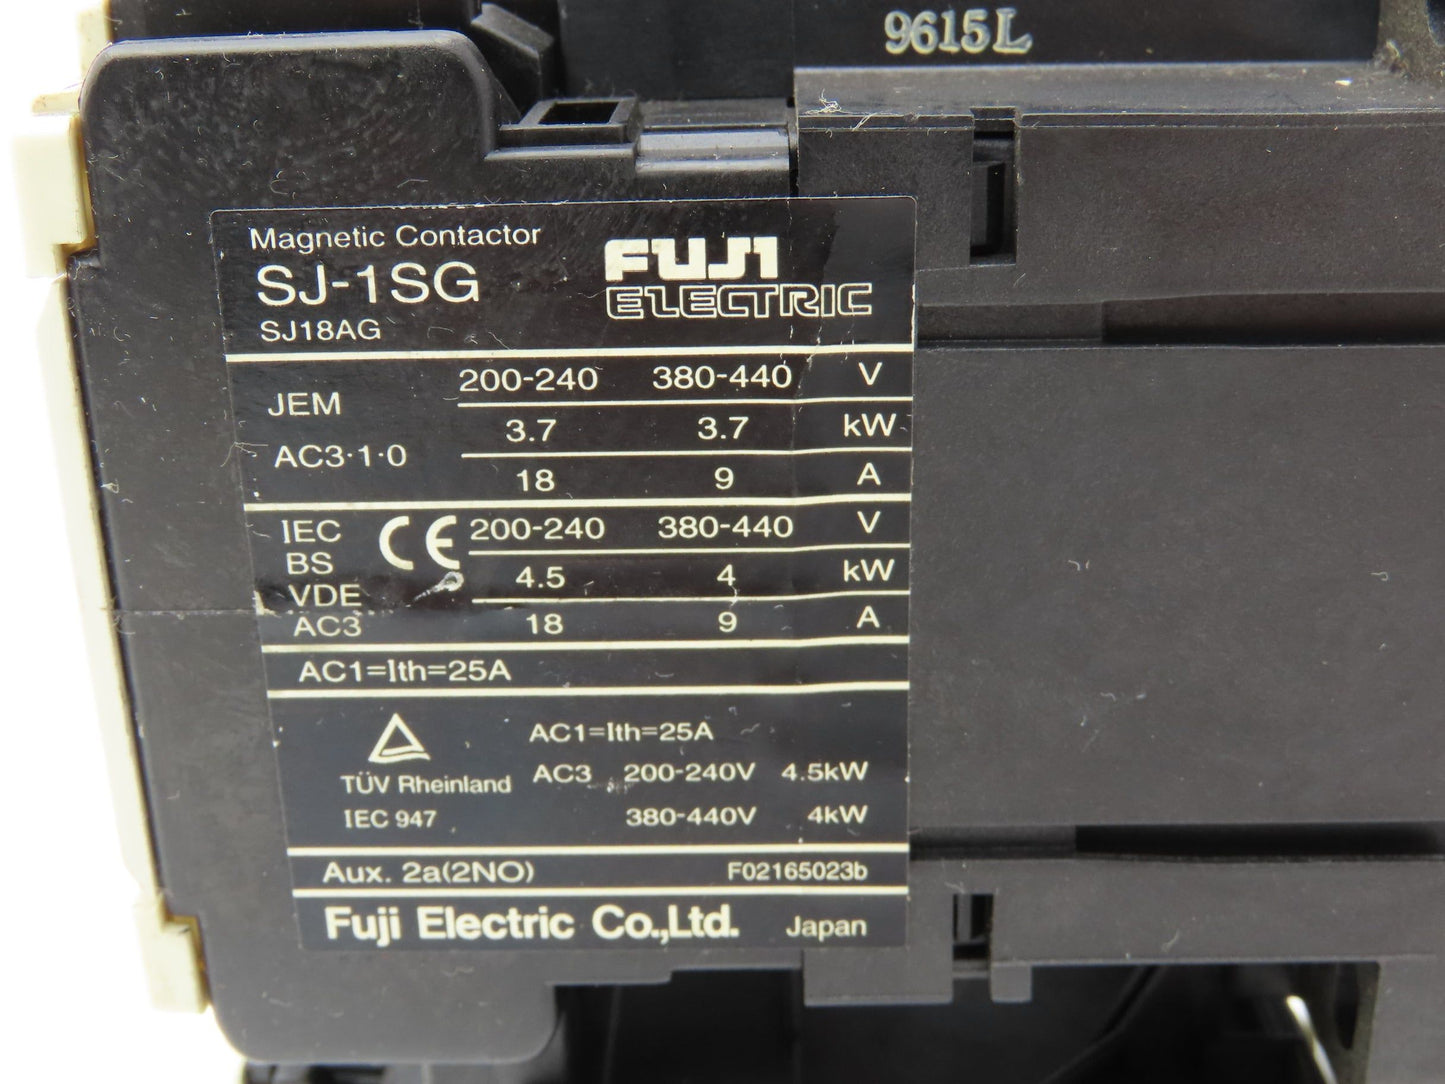 9615L
Magnetic Contactor
SJ-1SG
SJ18AG
FUJI
ELECTRIC
JEM
AC3·1·0
200-240 380-440 V
3.7 3.7 kW
18 9 A
IEC
BS
VDE
AC3
CE
200-240 380-440 V
4.5 4 kW
18 9 A
AC1=Ith=25A
TÜV Rheinland
IEC 947
AC1=Ith=25A
AC3 200-240V 4.5kW
380-440V 4kW
Aux. 2a(2NO) F02165023b
Fuji Electric Co.,Ltd. Japan